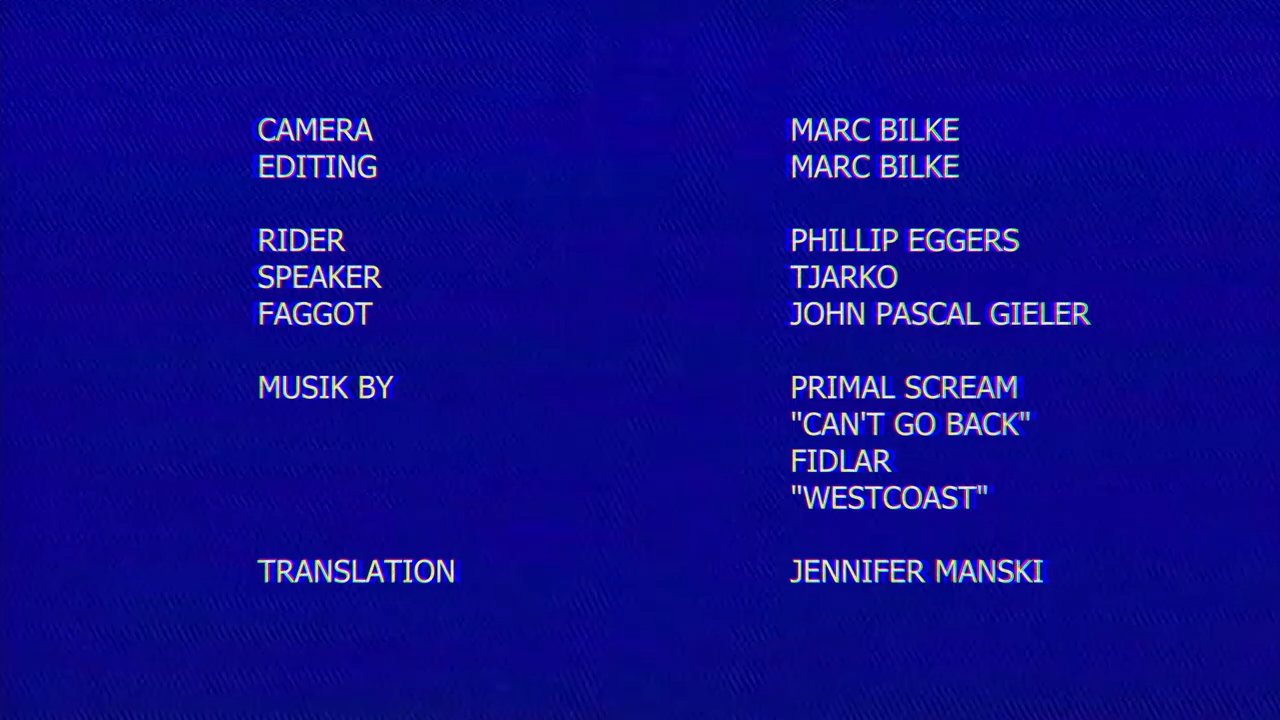 CAMERA MARC BILKE
EDITING MARC BILKE
RIDER PHILLIP EGGERS
SPEAKER TJARKO
FAGGOT JOHN PASCAL GIELER
MUSIK BY PRIMAL SCREAM
"CAN'T GO BACK"
FIDLAR
"WESTCOAST"
TRANSLATION JENNIFER MANSKI